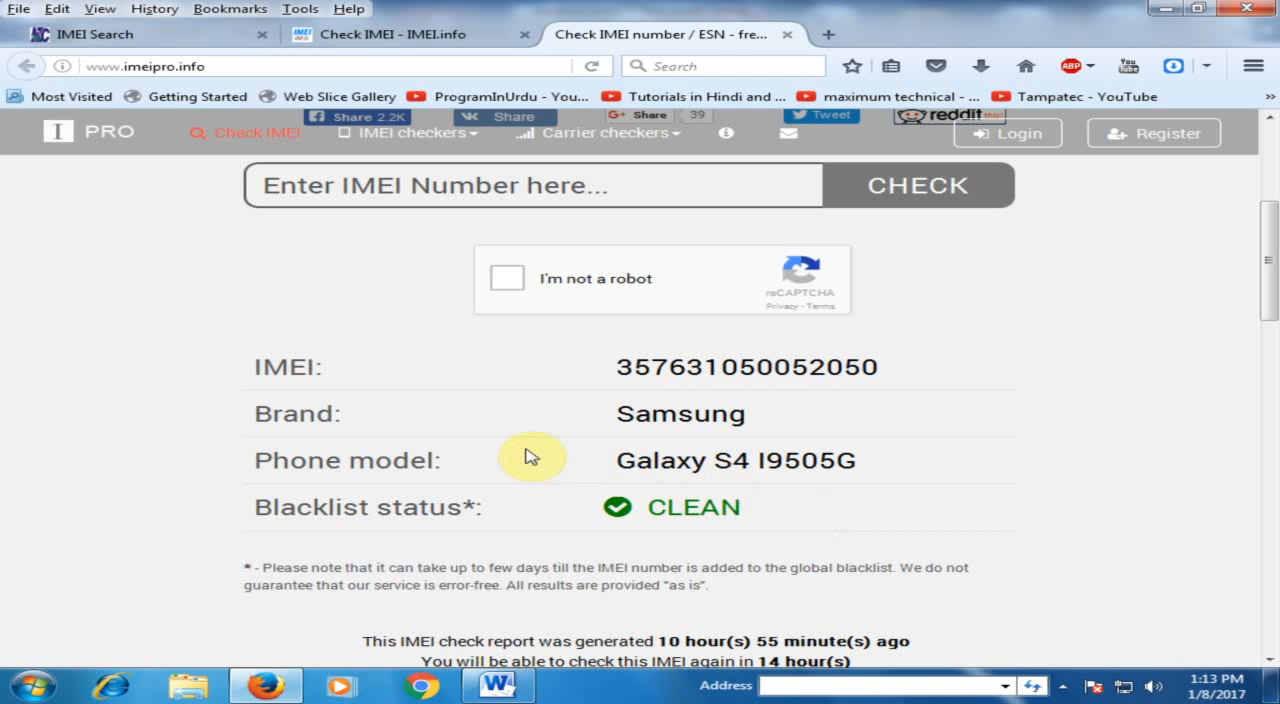 File Edit View History Bookmarks Tools Help
IMEI Search
Check IMEI - IMEI.info
Check IMEI number / ESN - fre...
www.imeipro.info
Search
ABP
You Tube
Most Visited Getting Started Web Slice Gallery ProgramInUrdu - You... Tutorials in Hindi and ... maximum technical - ... Tampatec - YouTube
Share 2.2K Share G+ Share 39 Tweet reddit this!
I PRO Check IMEI IMEI checkers Carrier checkers Login Register
Enter IMEI Number here... CHECK
I'm not a robot
reCAPTCHA
Privacy - Terms
IMEI: 357631050052050
Brand: Samsung
Phone model: Galaxy S4 I9505G
Blacklist status*: CLEAN
* - Please note that it can take up to few days till the IMEI number is added to the global blacklist. We do not
guarantee that our service is error-free. All results are provided "as is".
This IMEI check report was generated 10 hour(s) 55 minute(s) ago
You will be able to check this IMEI again in 14 hour(s)
Address
1:13 PM
1/8/2017